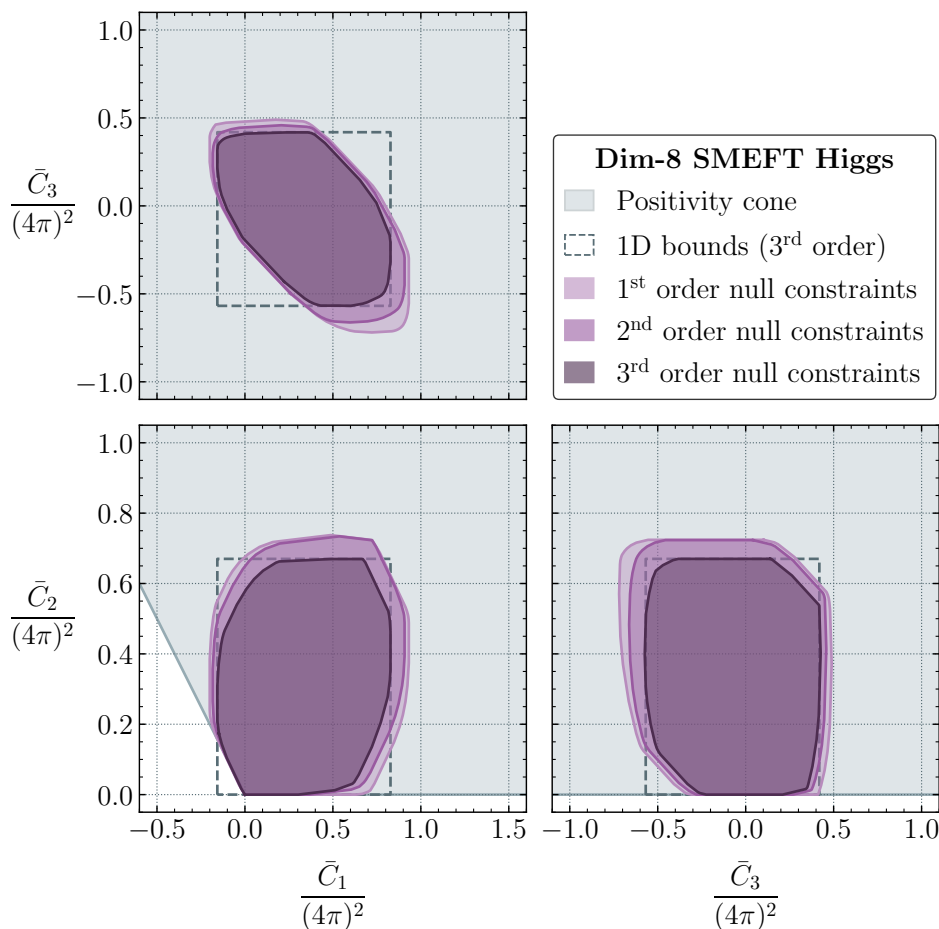 1.0
0.5
0.0
−0.5
−1.0
C̄₃
(4π)²
Dim-8 SMEFT Higgs
Positivity cone
1D bounds (3rd order)
1st order null constraints
2nd order null constraints
3rd order null constraints
1.0
0.8
0.6
0.4
0.2
0.0
C̄₂
(4π)²
−0.5 0.0 0.5 1.0 1.5
C̄₁
(4π)²
−1.0 −0.5 0.0 0.5 1.0
C̄₃
(4π)²